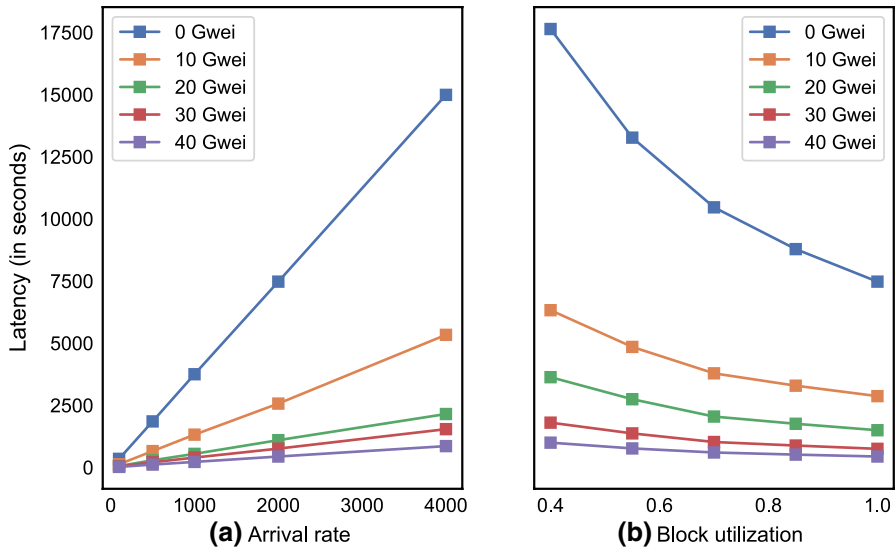 17500
15000
12500
10000
7500
5000
2500
0
Latency (in seconds)
0 Gwei
10 Gwei
20 Gwei
30 Gwei
40 Gwei
0 1000 2000 3000 4000
(a) Arrival rate
0 Gwei
10 Gwei
20 Gwei
30 Gwei
40 Gwei
0.4 0.6 0.8 1.0
(b) Block utilization